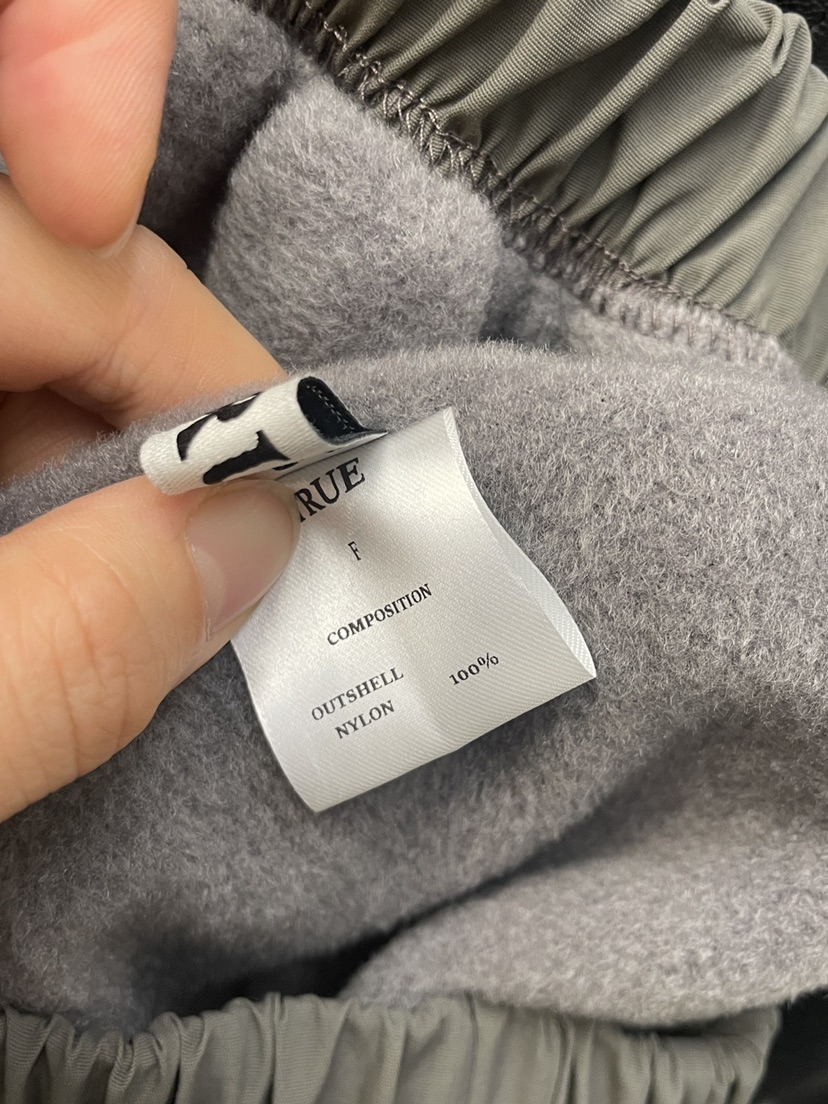 RUE
F
COMPOSITION
OUTSHELL 100%
NYLON